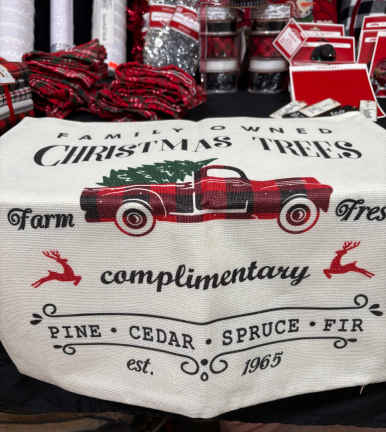 FAMILY OWNED
CHRISTMAS TREES
Farm Fres
complimentary
PINE • CEDAR • SPRUCE • FIR
est. 1965